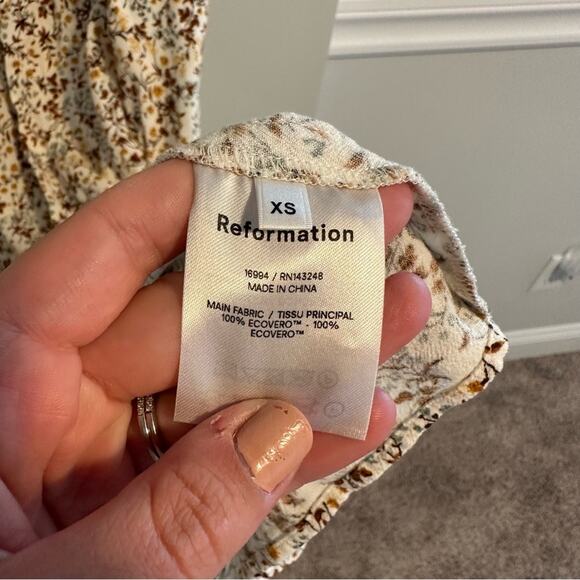 XS
Reformation
16994 / RN143248
MADE IN CHINA
MAIN FABRIC / TISSU PRINCIPAL
100% ECOVERO™ - 100%
ECOVERO™